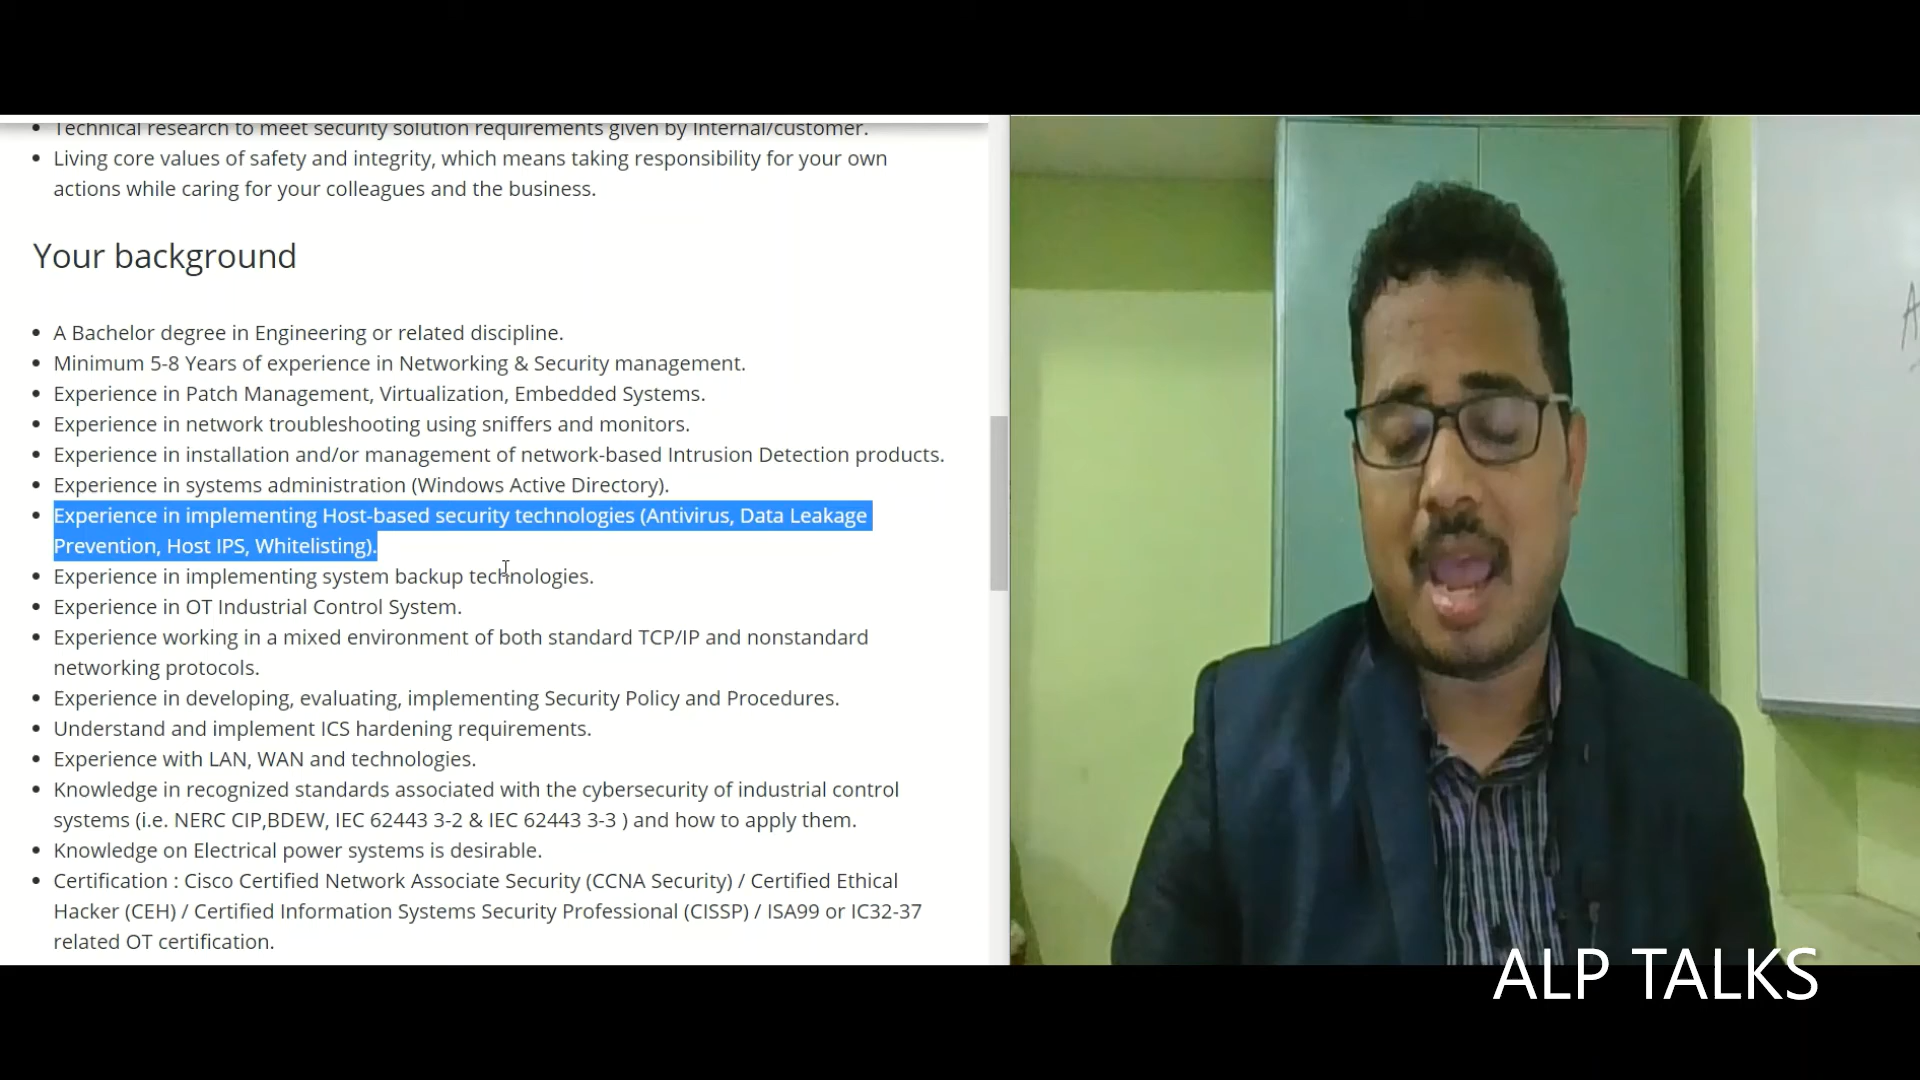 Technical research to meet security solution requirements given by Internal/customer.
Living core values of safety and integrity, which means taking responsibility for your own
actions while caring for your colleagues and the business.
Your background
A Bachelor degree in Engineering or related discipline.
Minimum 5-8 Years of experience in Networking & Security management.
Experience in Patch Management, Virtualization, Embedded Systems.
Experience in network troubleshooting using sniffers and monitors.
Experience in installation and/or management of network-based Intrusion Detection products.
Experience in systems administration (Windows Active Directory).
Experience in implementing Host-based security technologies (Antivirus, Data Leakage
Prevention, Host IPS, Whitelisting).
Experience in implementing system backup technologies.
Experience in OT Industrial Control System.
Experience working in a mixed environment of both standard TCP/IP and nonstandard
networking protocols.
Experience in developing, evaluating, implementing Security Policy and Procedures.
Understand and implement ICS hardening requirements.
Experience with LAN, WAN and technologies.
Knowledge in recognized standards associated with the cybersecurity of industrial control
systems (i.e. NERC CIP,BDEW, IEC 62443 3-2 & IEC 62443 3-3 ) and how to apply them.
Knowledge on Electrical power systems is desirable.
Certification : Cisco Certified Network Associate Security (CCNA Security) / Certified Ethical
Hacker (CEH) / Certified Information Systems Security Professional (CISSP) / ISA99 or IC32-37
related OT certification.
ALP TALKS